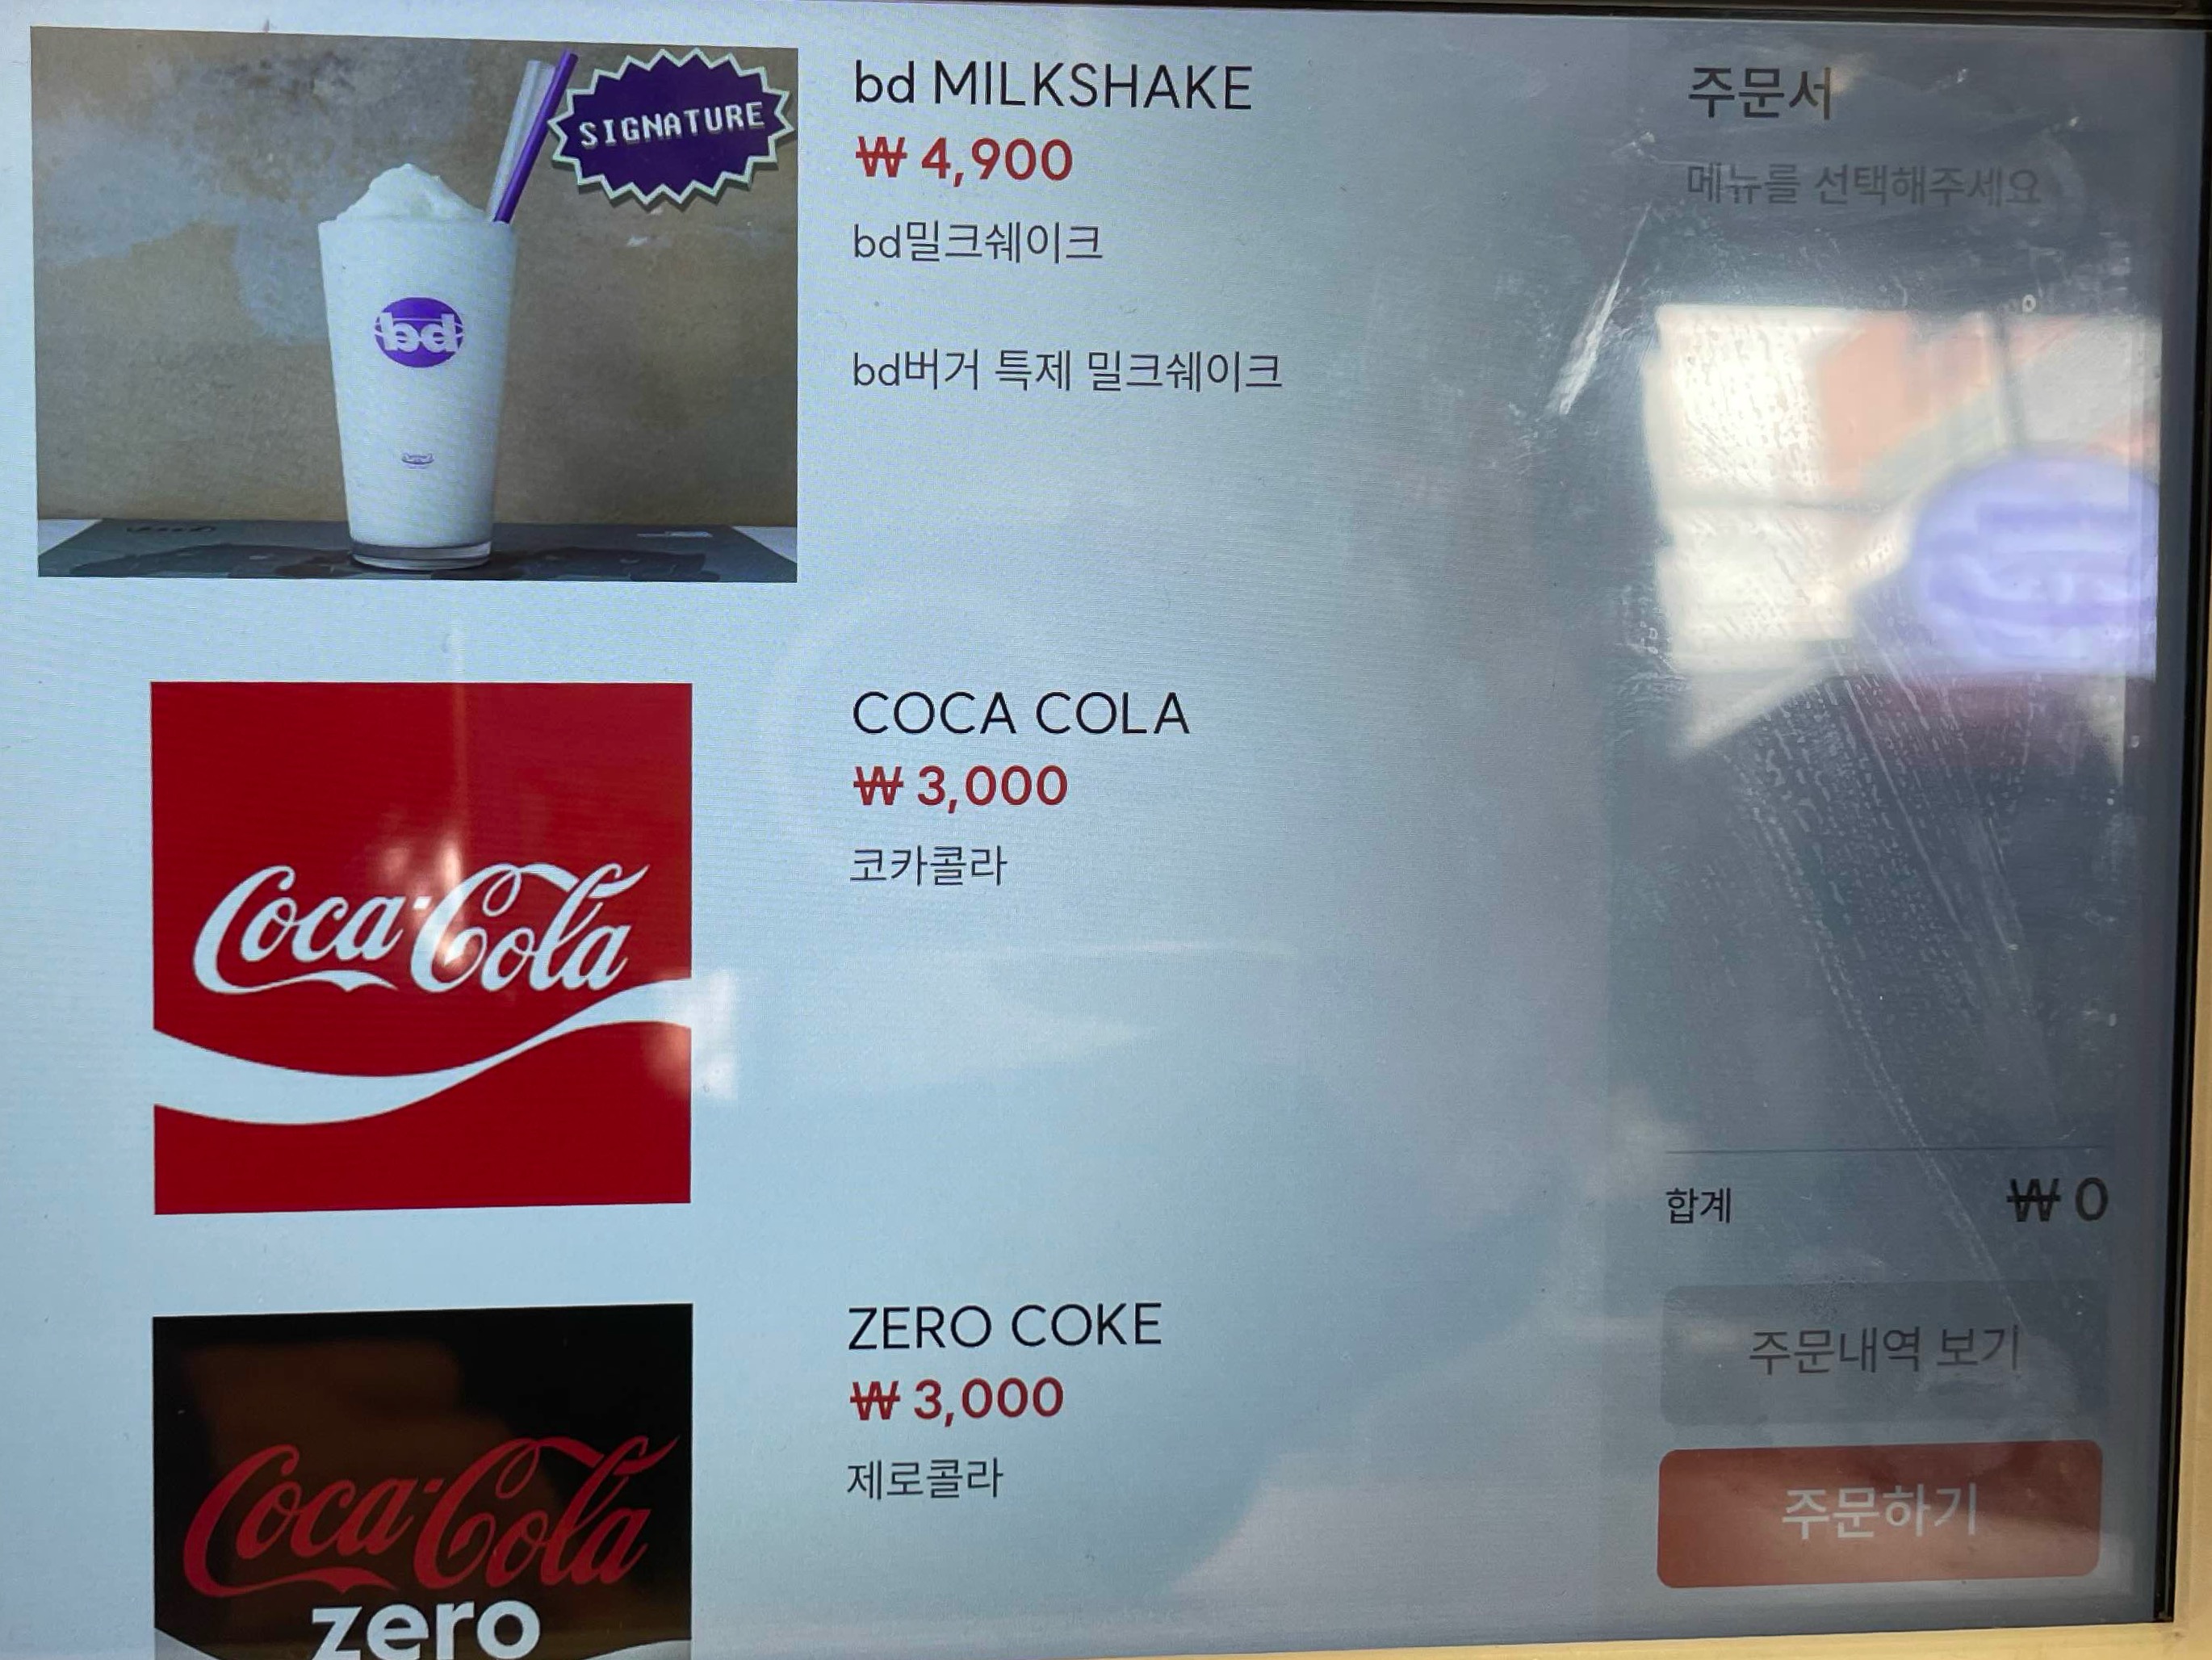 SIGNATURE
bd
bd MILKSHAKE
₩ 4,900
bd밀크쉐이크
bd버거 특제 밀크쉐이크
Coca-Cola
COCA COLA
₩ 3,000
코카콜라
Coca-Cola
zero
ZERO COKE
₩ 3,000
제로콜라
주문서
메뉴를 선택해주세요
합계 ₩ 0
주문내역 보기
주문하기